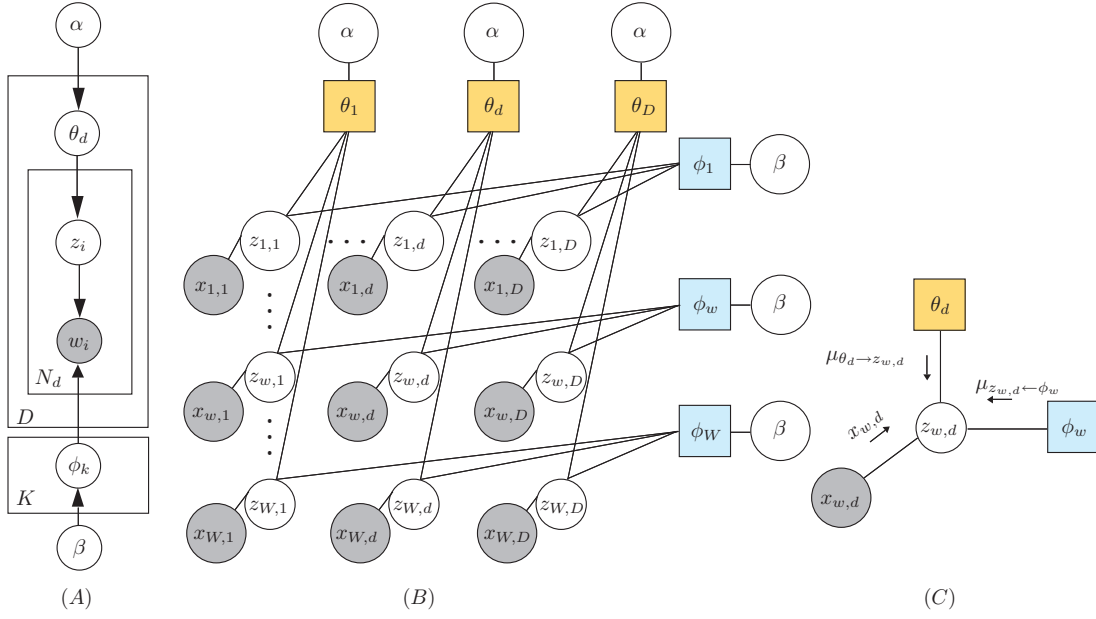 α
θ_d
z_i
w_i
N_d
D
ϕ_k
K
β
(A)
α α α
θ_1 θ_d θ_D
ϕ_1 β
z_{1,1} · · · z_{1,d} · · · z_{1,D}
x_{1,1} x_{1,d} x_{1,D}
ϕ_w β
z_{w,1} z_{w,d} z_{w,D}
x_{w,1} x_{w,d} x_{w,D}
ϕ_W β
z_{W,1} z_{W,d} z_{W,D}
x_{W,1} x_{W,d} x_{W,D}
(B)
θ_d
μ_{θ_d→z_{w,d}}
μ_{z_{w,d}←ϕ_w}
x_{w,d}
z_{w,d}
ϕ_w
x_{w,d}
(C)